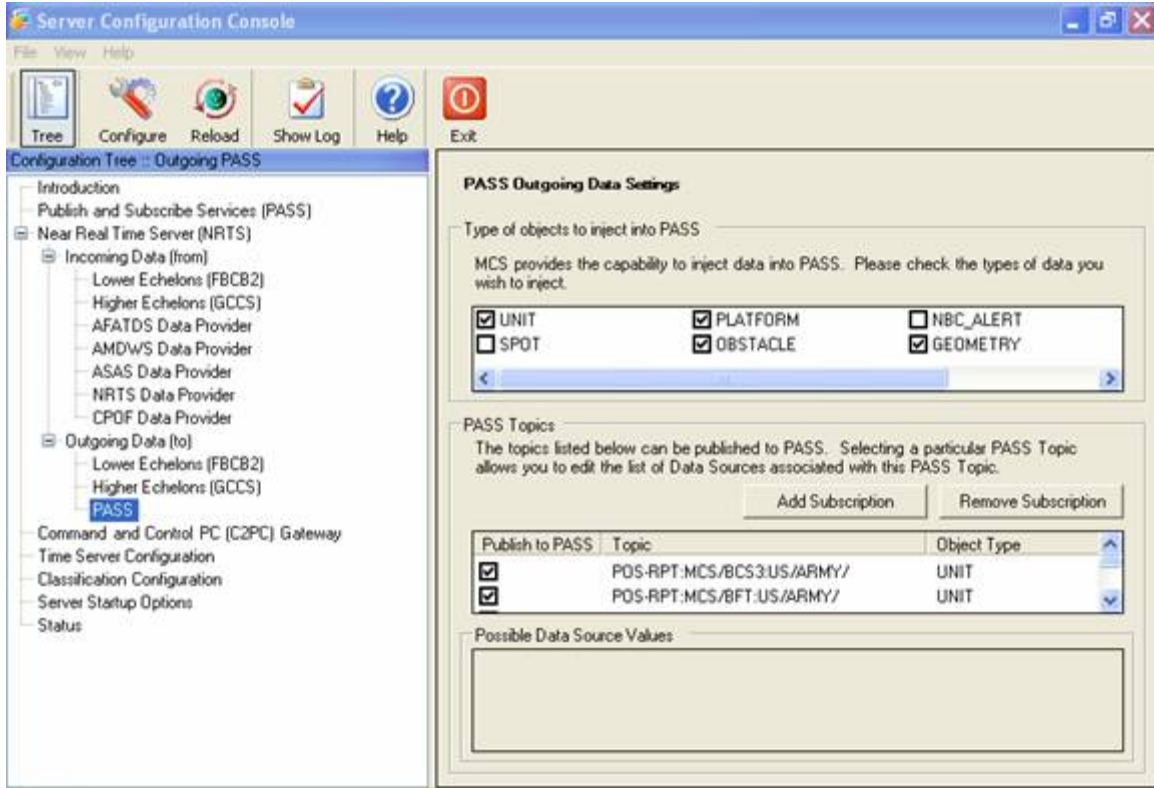 Server Configuration Console
File View Help
Tree Configure Reload Show Log Help Exit
Configuration Tree :: Outgoing PASS
Introduction
Publish and Subscribe Services (PASS)
Near Real Time Server (NRTS)
Incoming Data (from)
Lower Echelons (FBCB2)
Higher Echelons (GCCS)
AFATDS Data Provider
AMDWS Data Provider
ASAS Data Provider
NRTS Data Provider
CPOF Data Provider
Outgoing Data (to)
Lower Echelons (FBCB2)
Higher Echelons (GCCS)
PASS
Command and Control PC (C2PC) Gateway
Time Server Configuration
Classification Configuration
Server Startup Options
Status
PASS Outgoing Data Settings
Type of objects to inject into PASS
MCS provides the capability to inject data into PASS. Please check the types of data you
wish to inject.
UNIT PLATFORM NBC_ALERT
SPOT OBSTACLE GEOMETRY
PASS Topics
The topics listed below can be published to PASS. Selecting a particular PASS Topic
allows you to edit the list of Data Sources associated with this PASS Topic.
Add Subscription Remove Subscription
Publish to PASS Topic Object Type
POS-RPT:MCS/BCS3:US/ARMY/ UNIT
POS-RPT:MCS/BFT:US/ARMY/ UNIT
Possible Data Source Values